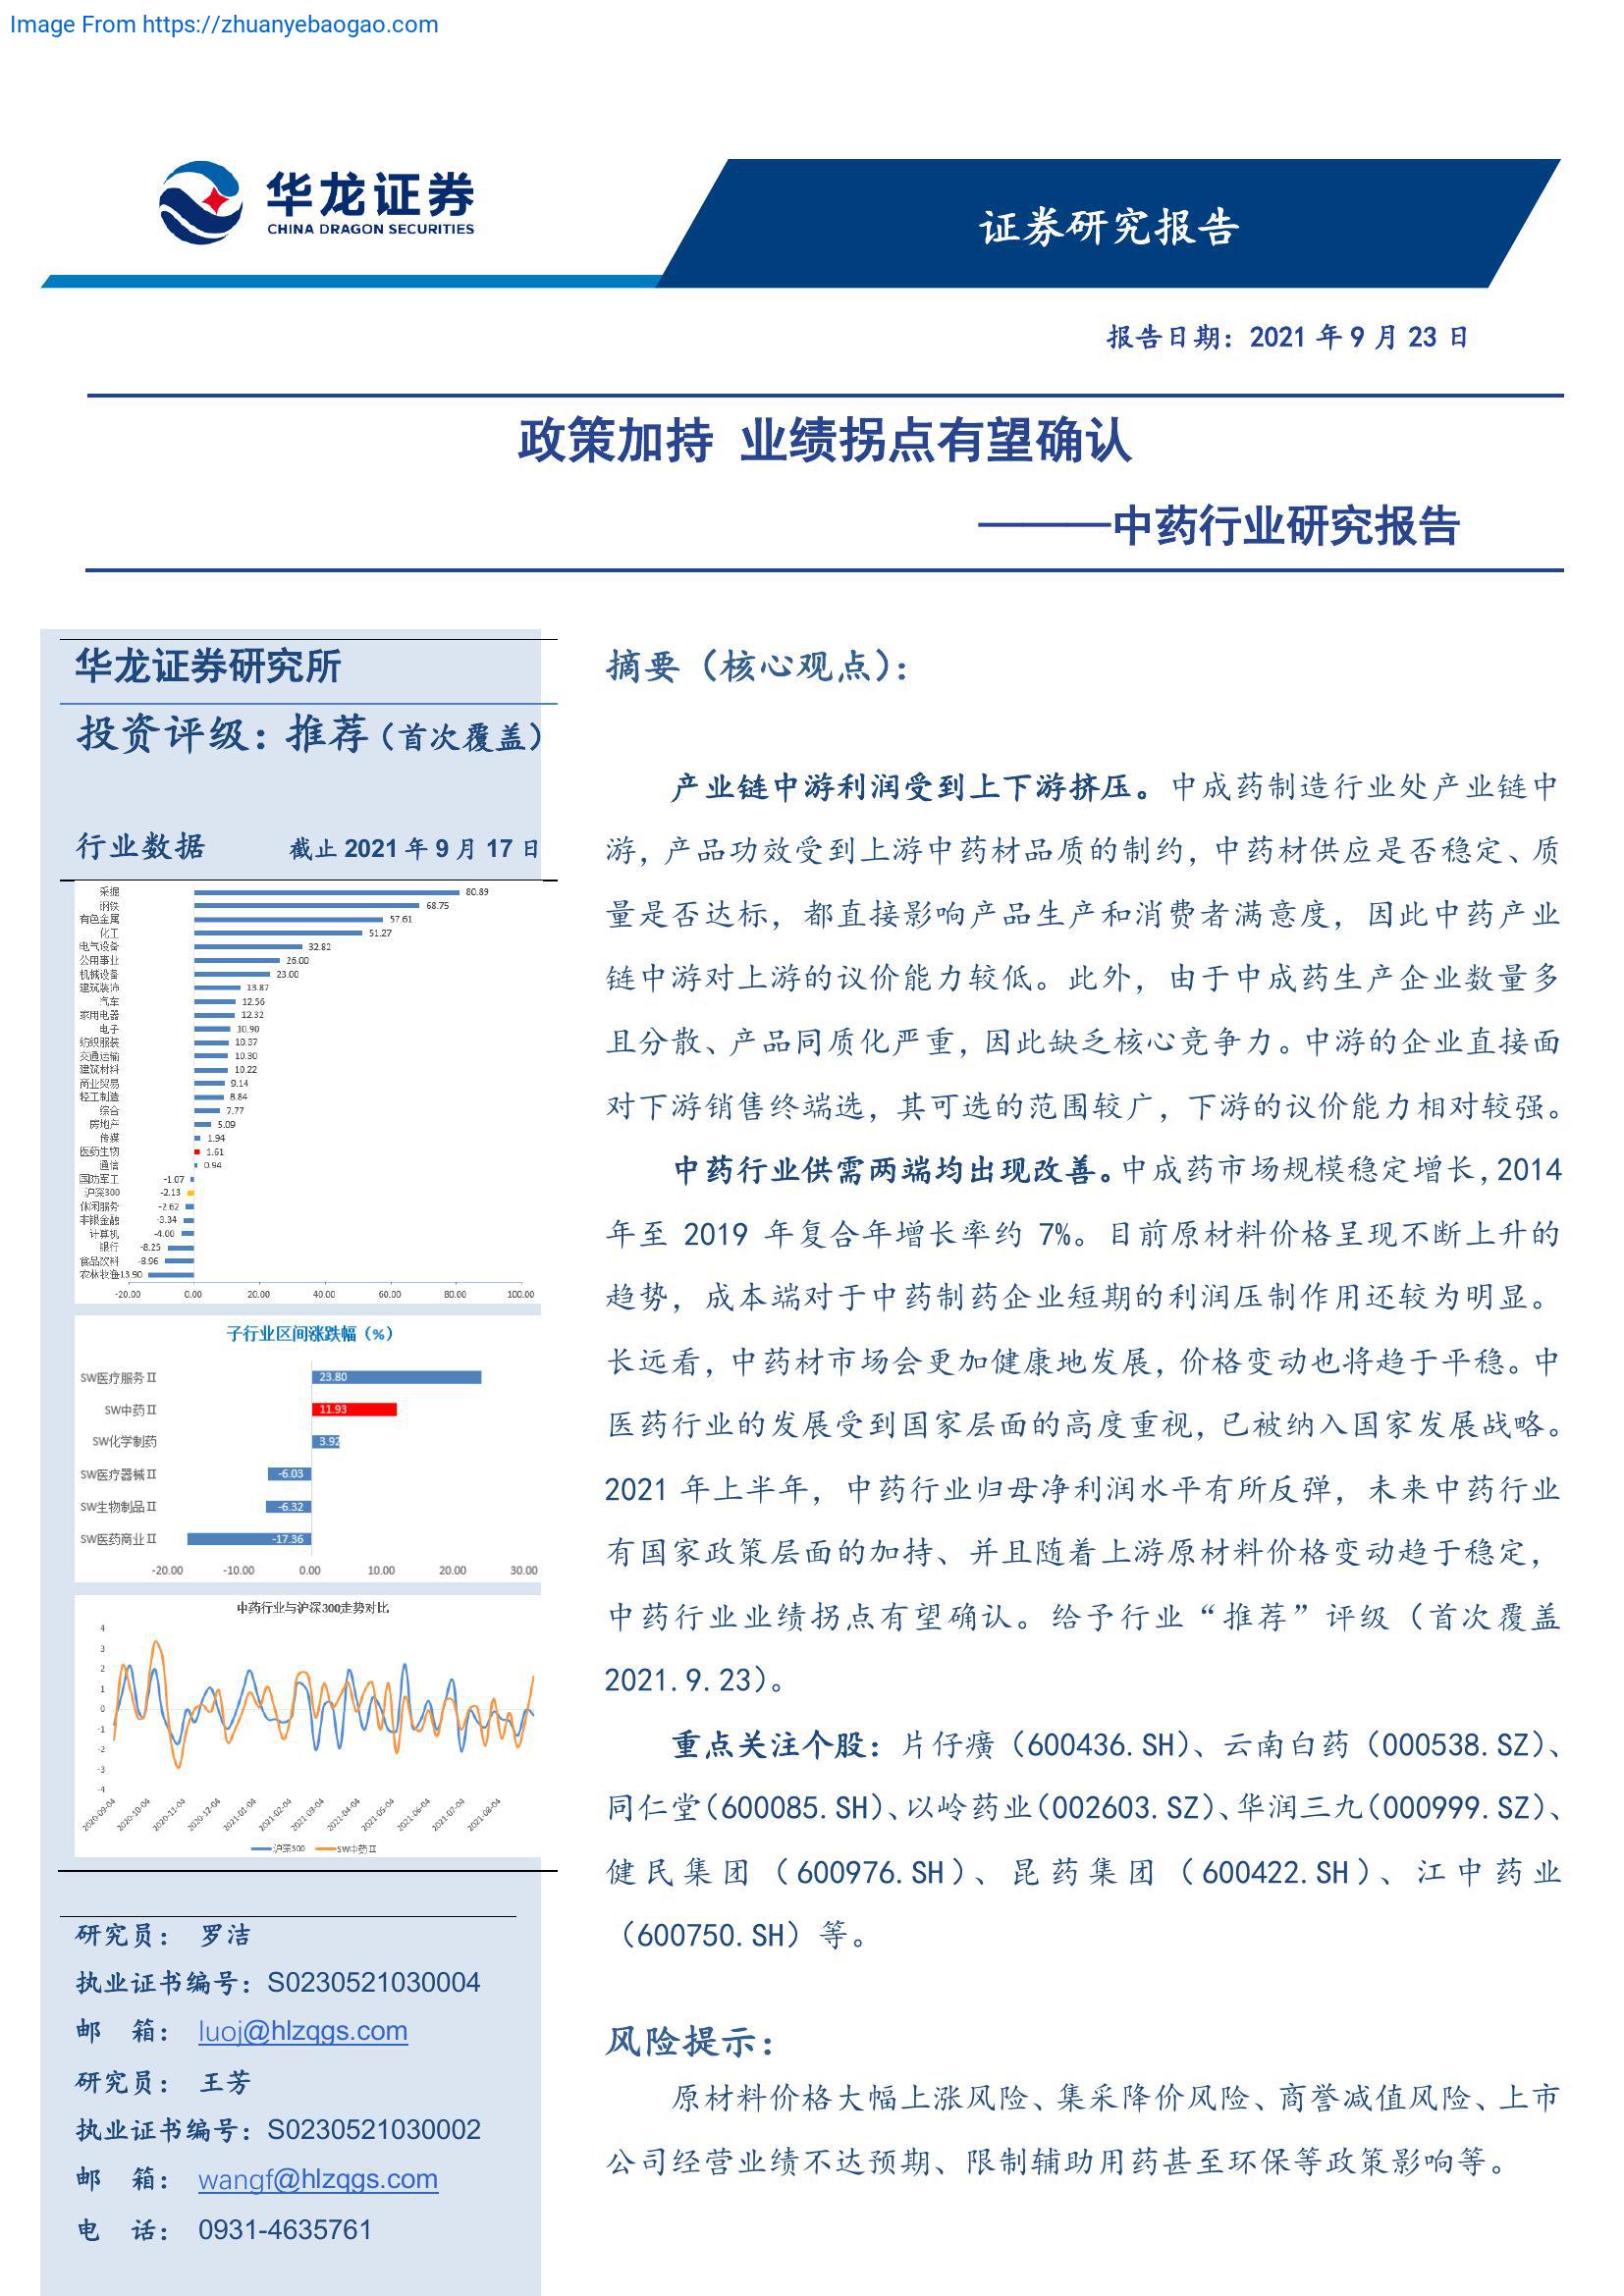 Image From https://zhuanyebaogao.com
华龙证券
CHINA DRAGON SECURITIES
证券研究报告
报告日期：2021 年 9 月 23 日
政策加持 业绩拐点有望确认
———中药行业研究报告
华龙证券研究所
投资评级：推荐（首次覆盖）
行业数据 截止 2021 年 9 月 17 日
采掘 80.89
钢铁 68.75
有色金属 57.61
化工 51.27
电气设备 32.82
公用事业 26.00
机械设备 23.00
建筑装饰 13.87
汽车 12.56
家用电器 12.32
电子 10.90
纺织服装 10.37
交通运输 10.30
建筑材料 10.22
商业贸易 9.14
轻工制造 8.84
综合 7.77
房地产 5.09
传媒 1.94
医药生物 1.61
通信 0.94
国防军工 -1.07
沪深300 -2.13
休闲服务 -2.62
非银金融 -3.34
计算机 -4.00
银行 -8.25
食品饮料 -8.96
农林牧渔 -13.90
-20.00 0.00 20.00 40.00 60.00 80.00 100.00
子行业区间涨跌幅（%）
SW医疗服务Ⅱ 23.80
SW中药Ⅱ 11.93
SW化学制药 3.92
SW医疗器械Ⅱ -6.03
SW生物制品Ⅱ -6.32
SW医药商业Ⅱ -17.36
-20.00 -10.00 0.00 10.00 20.00 30.00
中药行业与沪深300走势对比
4
3
2
1
0
-1
-2
-3
-4
2020-09-04 2020-10-04 2020-11-04 2020-12-04 2021-01-04 2021-02-04 2021-03-04 2021-04-04 2021-05-04 2021-06-04 2021-07-04 2021-08-04
沪深300 SW中药Ⅱ
研究员： 罗洁
执业证书编号：S0230521030004
邮 箱： luoj@hlzqgs.com
研究员： 王芳
执业证书编号：S0230521030002
邮 箱： wangf@hlzqgs.com
电 话： 0931-4635761
摘要（核心观点）：
产业链中游利润受到上下游挤压。中成药制造行业处产业链中
游，产品功效受到上游中药材品质的制约，中药材供应是否稳定、质
量是否达标，都直接影响产品生产和消费者满意度，因此中药产业
链中游对上游的议价能力较低。此外，由于中成药生产企业数量多
且分散、产品同质化严重，因此缺乏核心竞争力。中游的企业直接面
对下游销售终端选，其可选的范围较广，下游的议价能力相对较强。
中药行业供需两端均出现改善。中成药市场规模稳定增长，2014
年至 2019 年复合年增长率约 7%。目前原材料价格呈现不断上升的
趋势，成本端对于中药制药企业短期的利润压制作用还较为明显。
长远看，中药材市场会更加健康地发展，价格变动也将趋于平稳。中
医药行业的发展受到国家层面的高度重视，已被纳入国家发展战略。
2021 年上半年，中药行业归母净利润水平有所反弹，未来中药行业
有国家政策层面的加持、并且随着上游原材料价格变动趋于稳定，
中药行业业绩拐点有望确认。给予行业“推荐”评级（首次覆盖
2021.9.23）。
重点关注个股：片仔癀（600436.SH）、云南白药（000538.SZ）、
同仁堂（600085.SH）、以岭药业（002603.SZ）、华润三九（000999.SZ）、
健民集团（600976.SH）、昆药集团（600422.SH）、江中药业
（600750.SH）等。
风险提示：
原材料价格大幅上涨风险、集采降价风险、商誉减值风险、上市
公司经营业绩不达预期、限制辅助用药甚至环保等政策影响等。